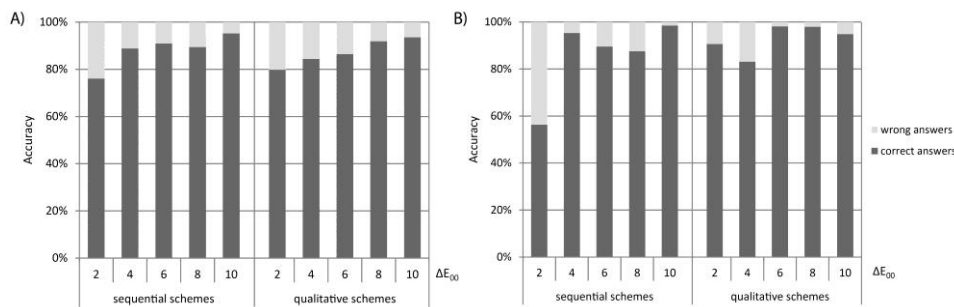 A)
100%
80%
60%
40%
20%
0%
Accuracy
2 4 6 8 10 2 4 6 8 10 ΔE00
sequential schemes qualitative schemes
B)
100%
80%
60%
40%
20%
0%
Accuracy
2 4 6 8 10 2 4 6 8 10 ΔE00
sequential schemes qualitative schemes
wrong answers
correct answers